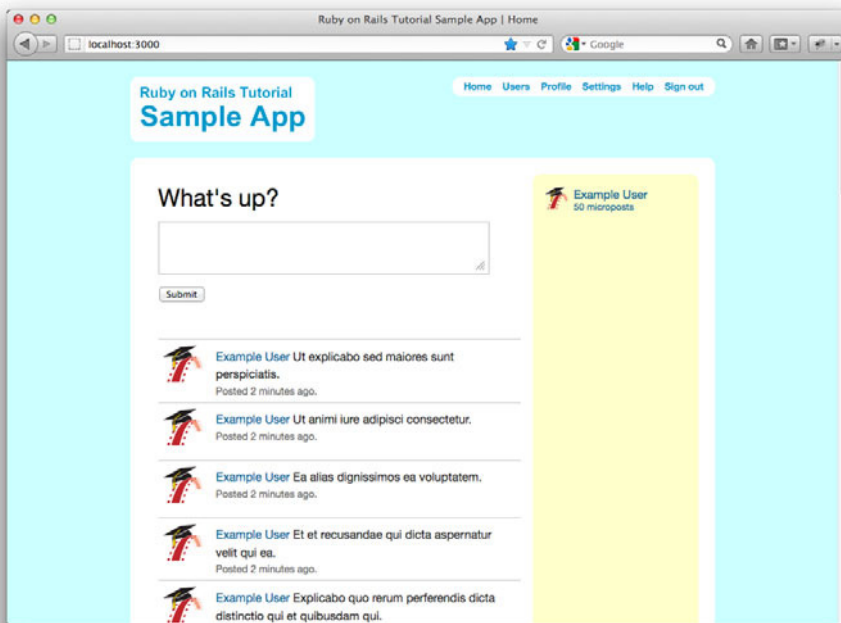 Ruby on Rails Tutorial Sample App | Home
localhost:3000
Google
Ruby on Rails Tutorial
Sample App
Home Users Profile Settings Help Sign out
What's up?
Submit
Example User
50 microposts
Example User Ut explicabo sed maiores sunt
perspiciatis.
Posted 2 minutes ago.
Example User Ut animi iure adipisci consectetur.
Posted 2 minutes ago.
Example User Ea alias dignissimos ea voluptatem.
Posted 2 minutes ago.
Example User Et et recusandae qui dicta aspernatur
velit qui ea.
Posted 2 minutes ago.
Example User Explicabo quo rerum perferendis dicta
distinctio qui et quibusdam qui.